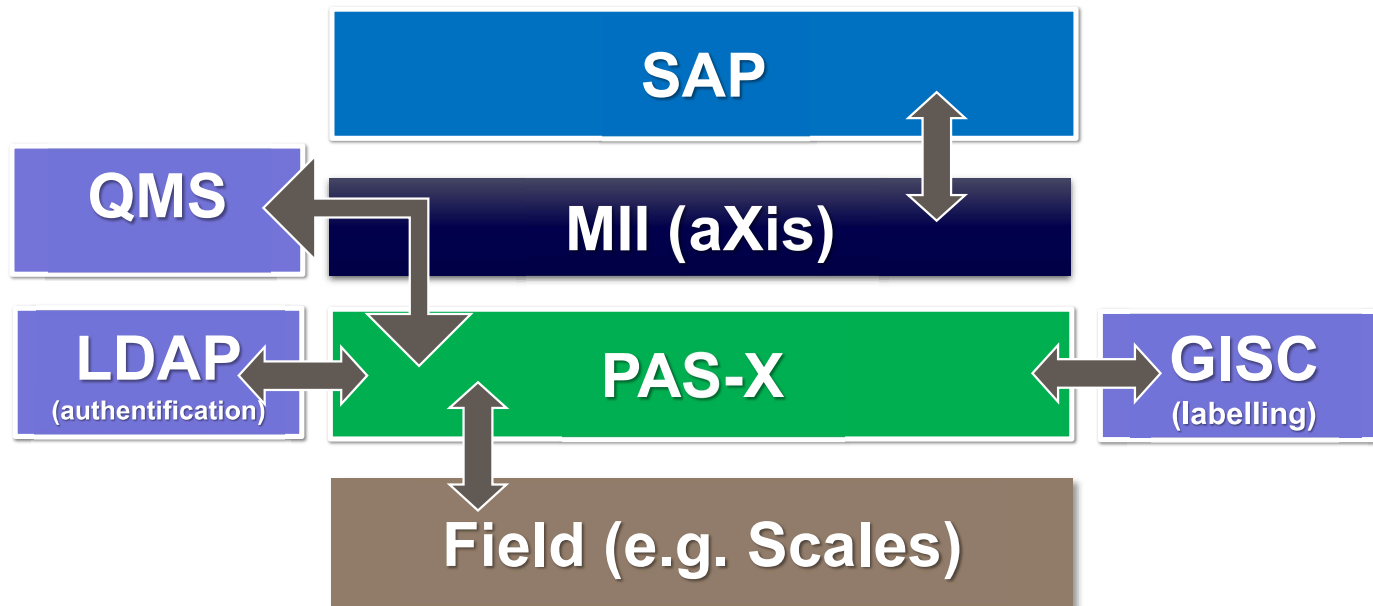 SAP
QMS
MII (aXis)
LDAP
(authentification)
PAS-X
GISC
(labelling)
Field (e.g. Scales)